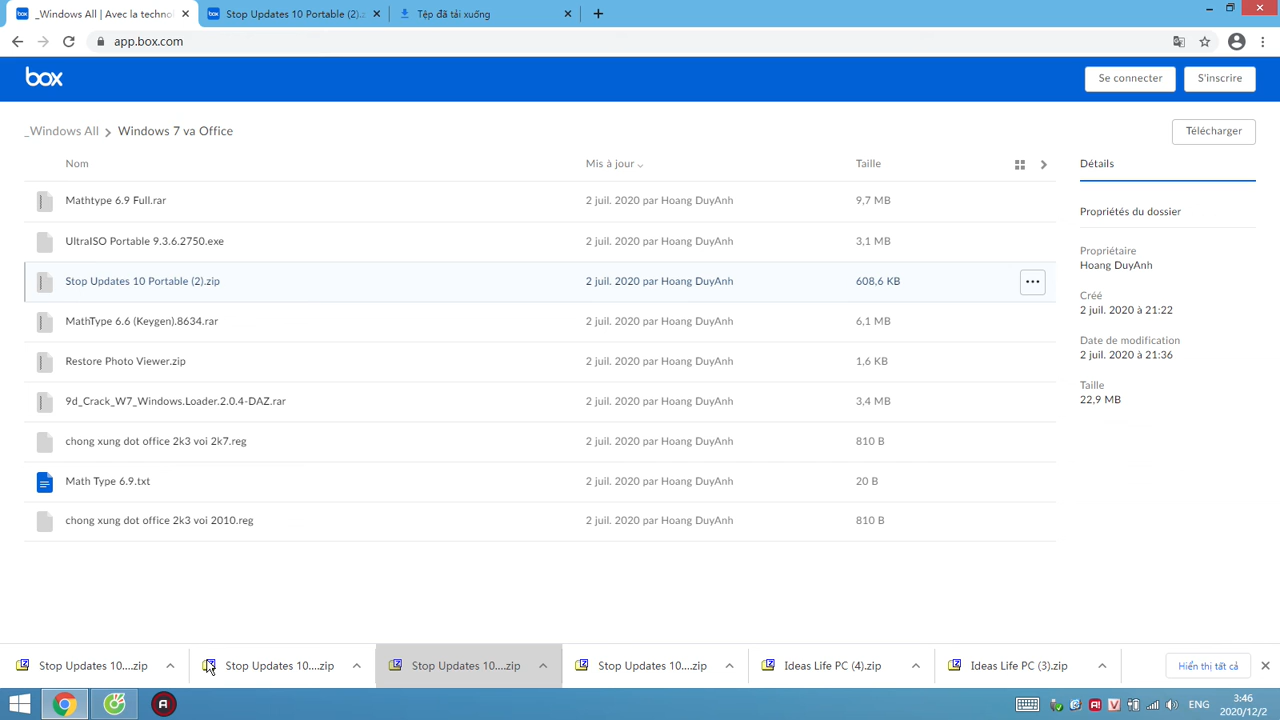 _Windows All | Avec la techno
Stop Updates 10 Portable (2).z
Tệp đã tải xuống
app.box.com
box
Se connecter
S'inscrire
_Windows All
Windows 7 va Office
Télécharger
Nom
Mis à jour
Taille
Détails
Mathtype 6.9 Full.rar
2 juil. 2020 par Hoang DuyAnh
9,7 MB
UltraISO Portable 9.3.6.2750.exe
2 juil. 2020 par Hoang DuyAnh
3,1 MB
Stop Updates 10 Portable (2).zip
2 juil. 2020 par Hoang DuyAnh
608,6 KB
MathType 6.6 (Keygen).8634.rar
2 juil. 2020 par Hoang DuyAnh
6,1 MB
Restore Photo Viewer.zip
2 juil. 2020 par Hoang DuyAnh
1,6 KB
9d_Crack_W7_Windows.Loader.2.0.4-DAZ.rar
2 juil. 2020 par Hoang DuyAnh
3,4 MB
chong xung dot office 2k3 voi 2k7.reg
2 juil. 2020 par Hoang DuyAnh
810 B
Math Type 6.9.txt
2 juil. 2020 par Hoang DuyAnh
20 B
chong xung dot office 2k3 voi 2010.reg
2 juil. 2020 par Hoang DuyAnh
810 B
Propriétés du dossier
Propriétaire
Hoang DuyAnh
Créé
2 juil. 2020 à 21:22
Date de modification
2 juil. 2020 à 21:36
Taille
22,9 MB
Stop Updates 10....zip
Stop Updates 10....zip
Stop Updates 10....zip
Stop Updates 10....zip
Ideas Life PC (4).zip
Ideas Life PC (3).zip
Hiển thị tất cả
ENG
3:46
2020/12/2